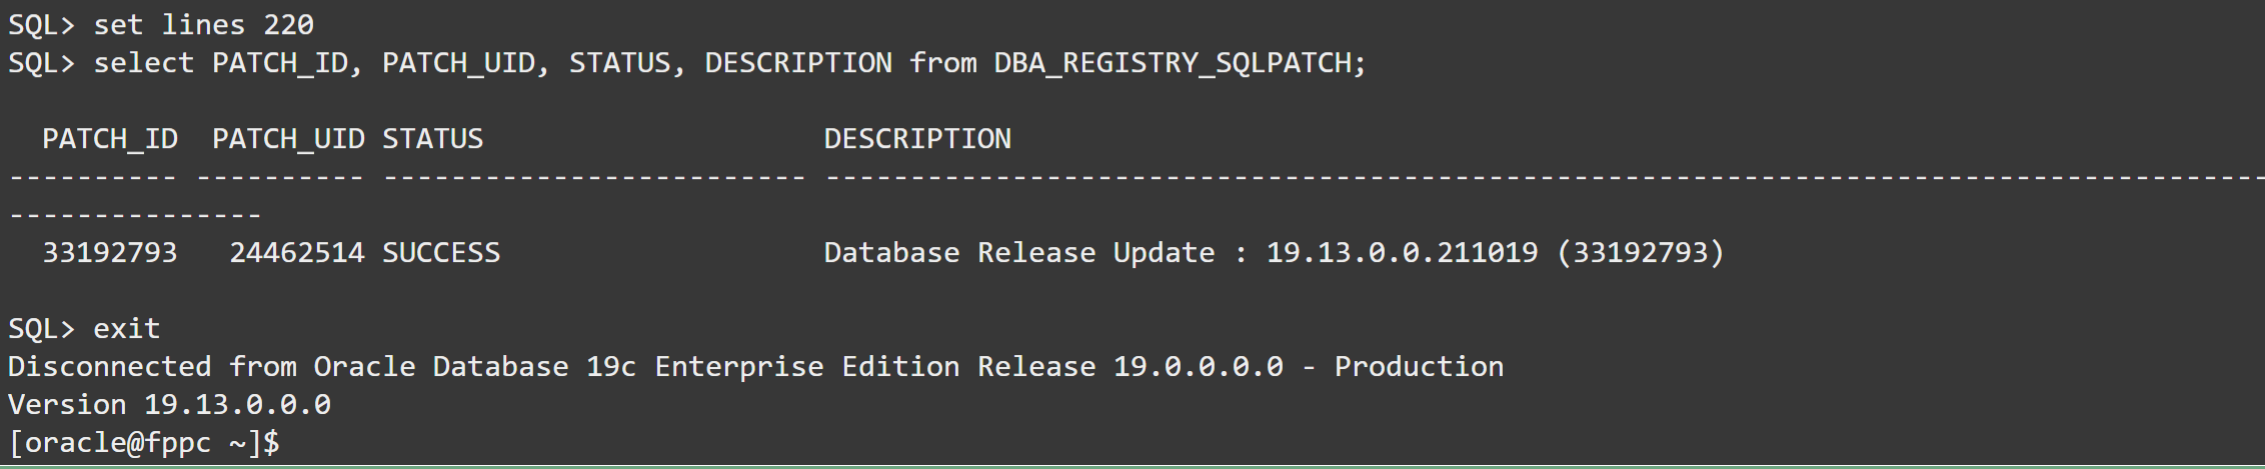 SQL> set lines 220
SQL> select PATCH_ID, PATCH_UID, STATUS, DESCRIPTION from DBA_REGISTRY_SQLPATCH;
  PATCH_ID  PATCH_UID STATUS                    DESCRIPTION
---------- ---------- ------------------------- -------------------------------------------------------------------------------------
---------------
  33192793   24462514 SUCCESS                   Database Release Update : 19.13.0.0.211019 (33192793)
SQL> exit
Disconnected from Oracle Database 19c Enterprise Edition Release 19.0.0.0.0 - Production
Version 19.13.0.0.0
[oracle@fppc ~]$